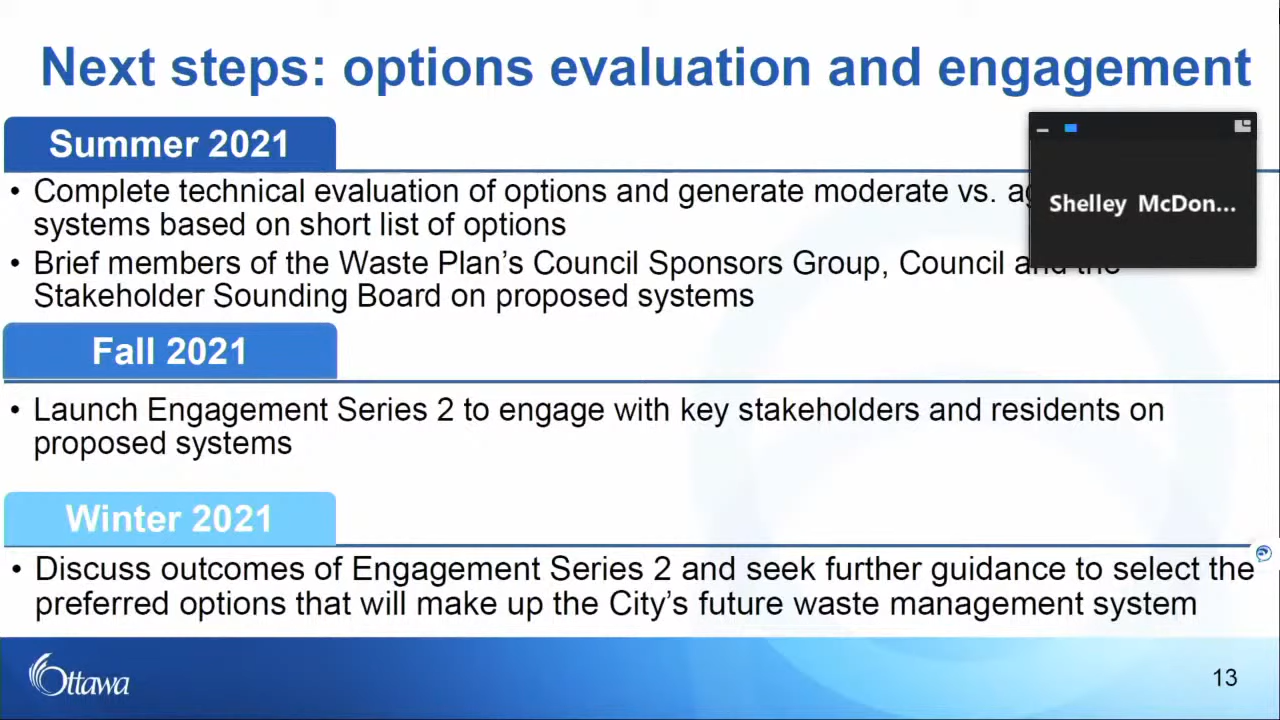 Next steps: options evaluation and engagement
Summer 2021
• Complete technical evaluation of options and generate moderate vs.
systems based on short list of options
Shelley McDon...
• Brief members of the Waste Plan's Council Sponsors Group, Council and the
Stakeholder Sounding Board on proposed systems
Fall 2021
• Launch Engagement Series 2 to engage with key stakeholders and residents on
proposed systems
Winter 2021
• Discuss outcomes of Engagement Series 2 and seek further guidance to select the
preferred options that will make up the City's future waste management system
Ottawa
13